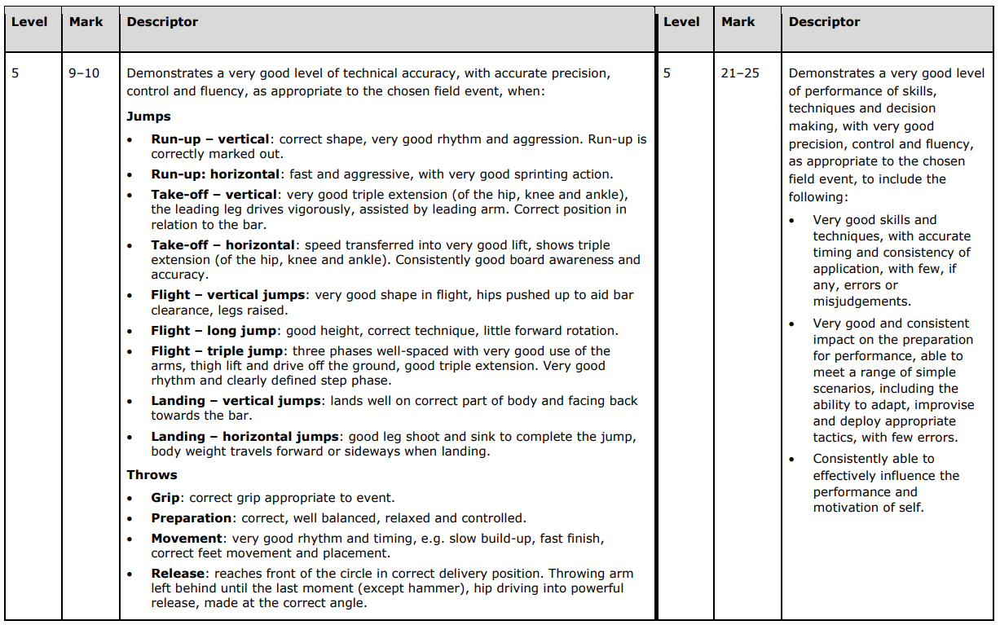 Level
Mark
Descriptor
5
9–10
Demonstrates a very good level of technical accuracy, with accurate precision,
control and fluency, as appropriate to the chosen field event, when:
Jumps
• Run-up – vertical: correct shape, very good rhythm and aggression. Run-up is
correctly marked out.
• Run-up: horizontal: fast and aggressive, with very good sprinting action.
• Take-off – vertical: very good triple extension (of the hip, knee and ankle),
the leading leg drives vigorously, assisted by leading arm. Correct position in
relation to the bar.
• Take-off – horizontal: speed transferred into very good lift, shows triple
extension (of the hip, knee and ankle). Consistently good board awareness and
accuracy.
• Flight – vertical jumps: very good shape in flight, hips pushed up to aid bar
clearance, legs raised.
• Flight – long jump: good height, correct technique, little forward rotation.
• Flight – triple jump: three phases well-spaced with very good use of the
arms, thigh lift and drive off the ground, good triple extension. Very good
rhythm and clearly defined step phase.
• Landing – vertical jumps: lands well on correct part of body and facing back
towards the bar.
• Landing – horizontal jumps: good leg shoot and sink to complete the jump,
body weight travels forward or sideways when landing.
Throws
• Grip: correct grip appropriate to event.
• Preparation: correct, well balanced, relaxed and controlled.
• Movement: very good rhythm and timing, e.g. slow build-up, fast finish,
correct feet movement and placement.
• Release: reaches front of the circle in correct delivery position. Throwing arm
left behind until the last moment (except hammer), hip driving into powerful
release, made at the correct angle.
Level
Mark
Descriptor
5
21–25
Demonstrates a very good level
of performance of skills,
techniques and decision
making, with very good
precision, control and fluency,
as appropriate to the chosen
field event, to include the
following:
• Very good skills and
techniques, with accurate
timing and consistency of
application, with few, if
any, errors or
misjudgements.
• Very good and consistent
impact on the preparation
for performance, able to
meet a range of simple
scenarios, including the
ability to adapt, improvise
and deploy appropriate
tactics, with few errors.
• Consistently able to
effectively influence the
performance and
motivation of self.